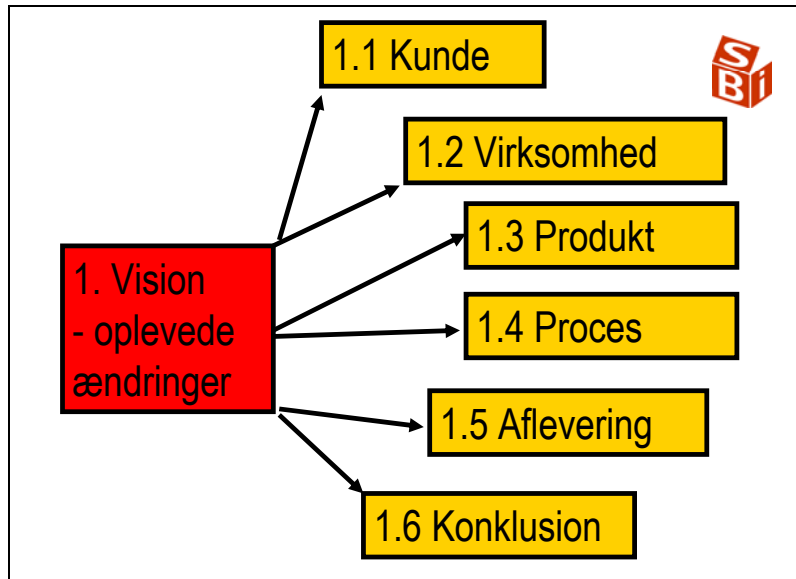 1.1 Kunde
SBi
1.2 Virksomhed
1.3 Produkt
1. Vision
- oplevede
ændringer
1.4 Proces
1.5 Aflevering
1.6 Konklusion